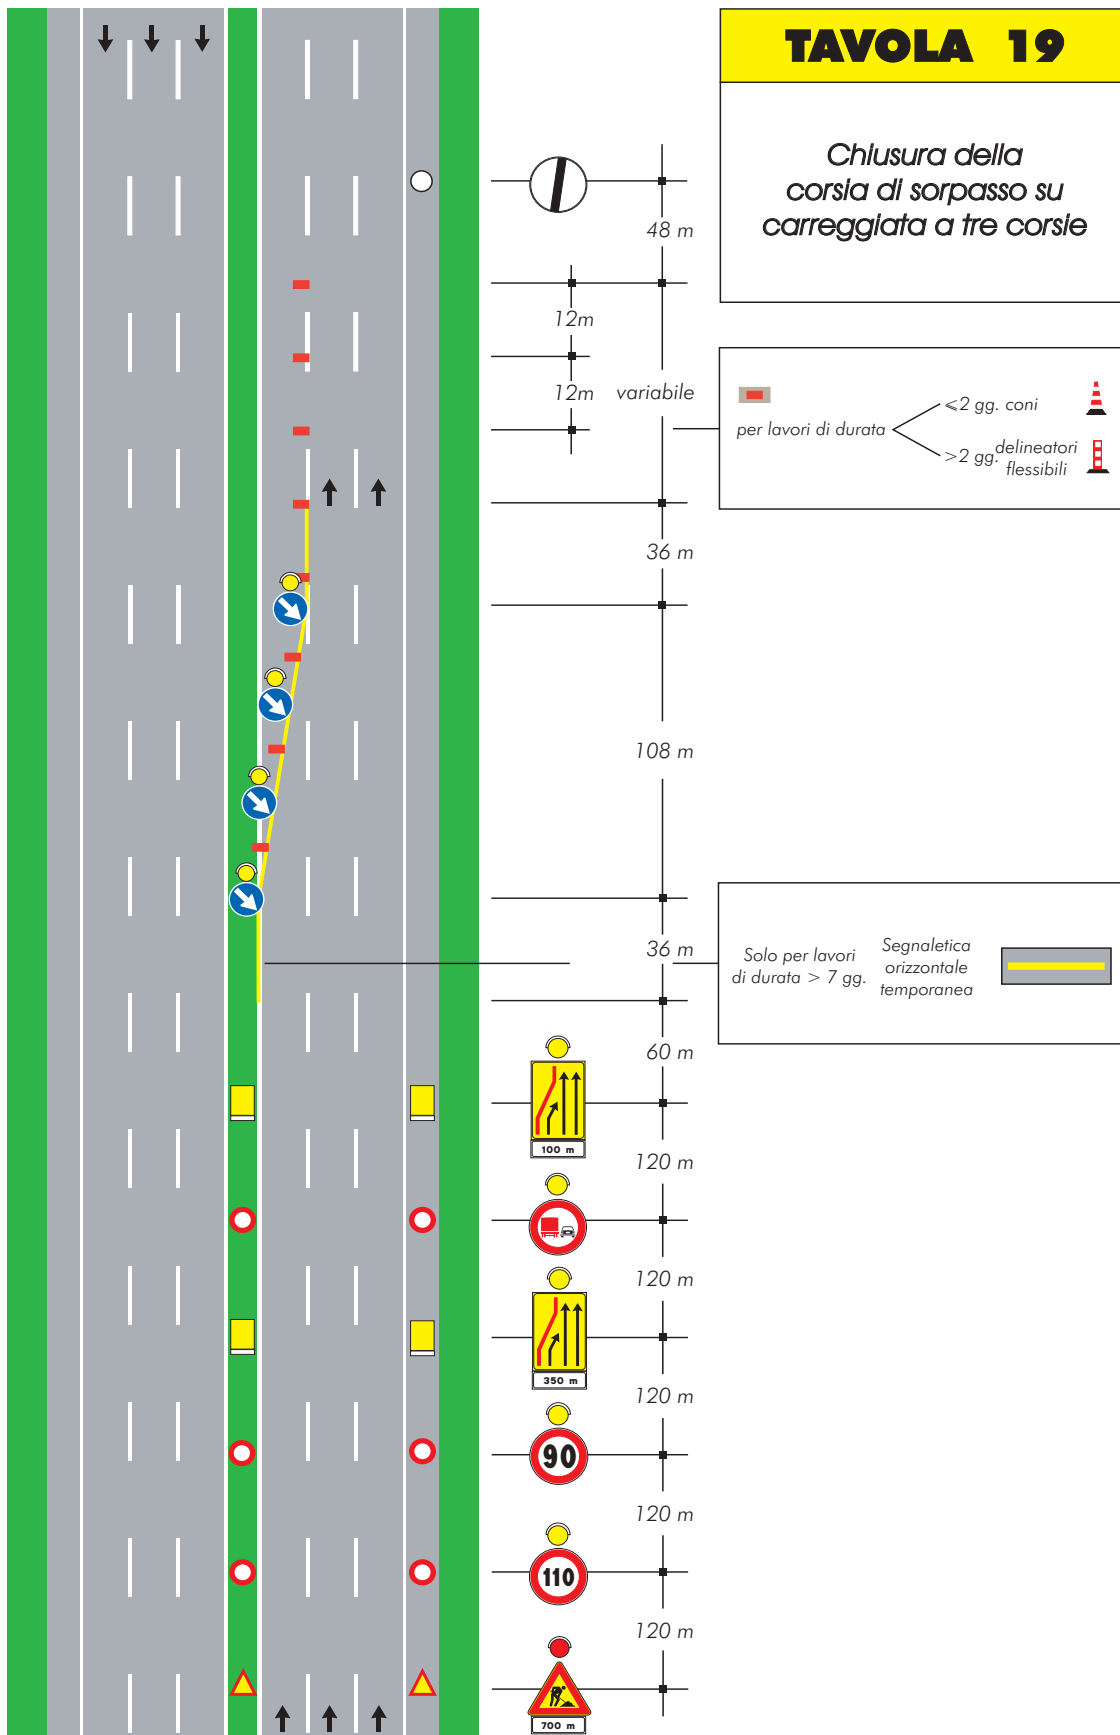 TAVOLA 19
Chiusura della
corsia di sorpasso su
carreggiata a tre corsie
48 m
12m
12m
variabile
per lavori di durata
⩽2 gg. coni
>2 gg.
delineatori
flessibili
36 m
108 m
36 m
Solo per lavori
di durata > 7 gg.
Segnaletica
orizzontale
temporanea
60 m
100 m
120 m
120 m
350 m
120 m
90
120 m
110
120 m
700 m